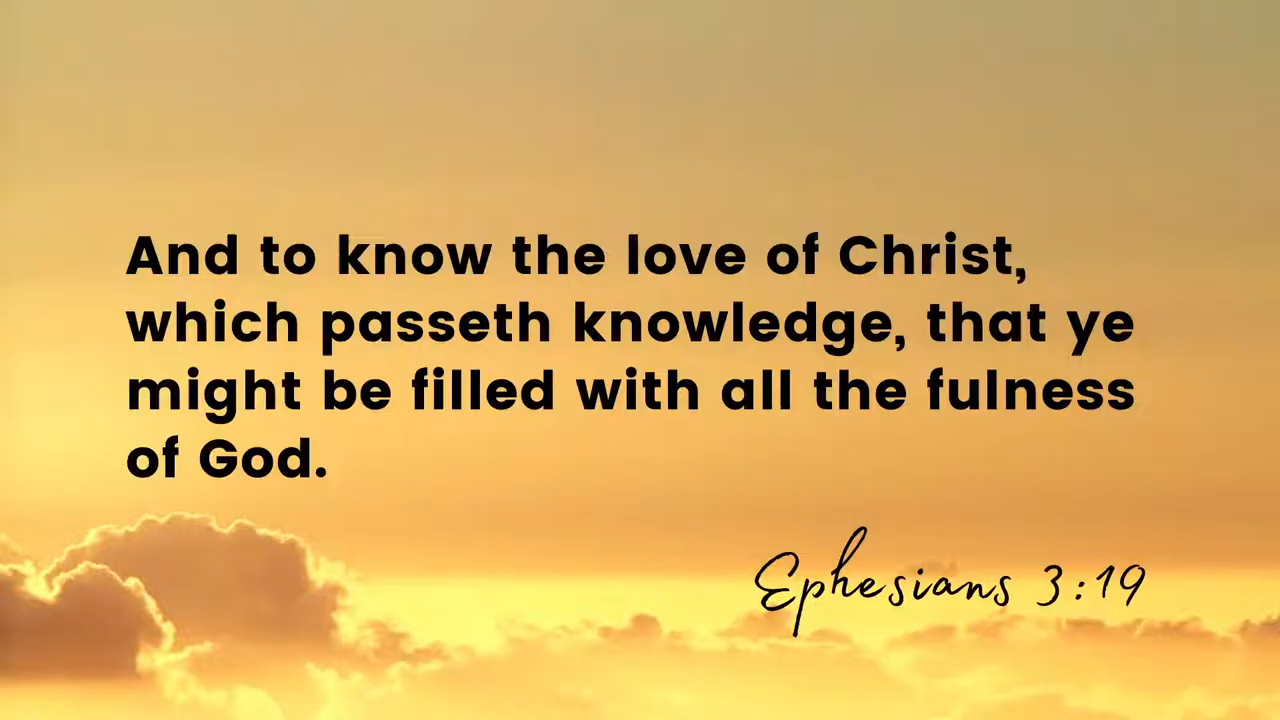 And to know the love of Christ,
which passeth knowledge, that ye
might be filled with all the fulness
of God.
Ephesians 3:19